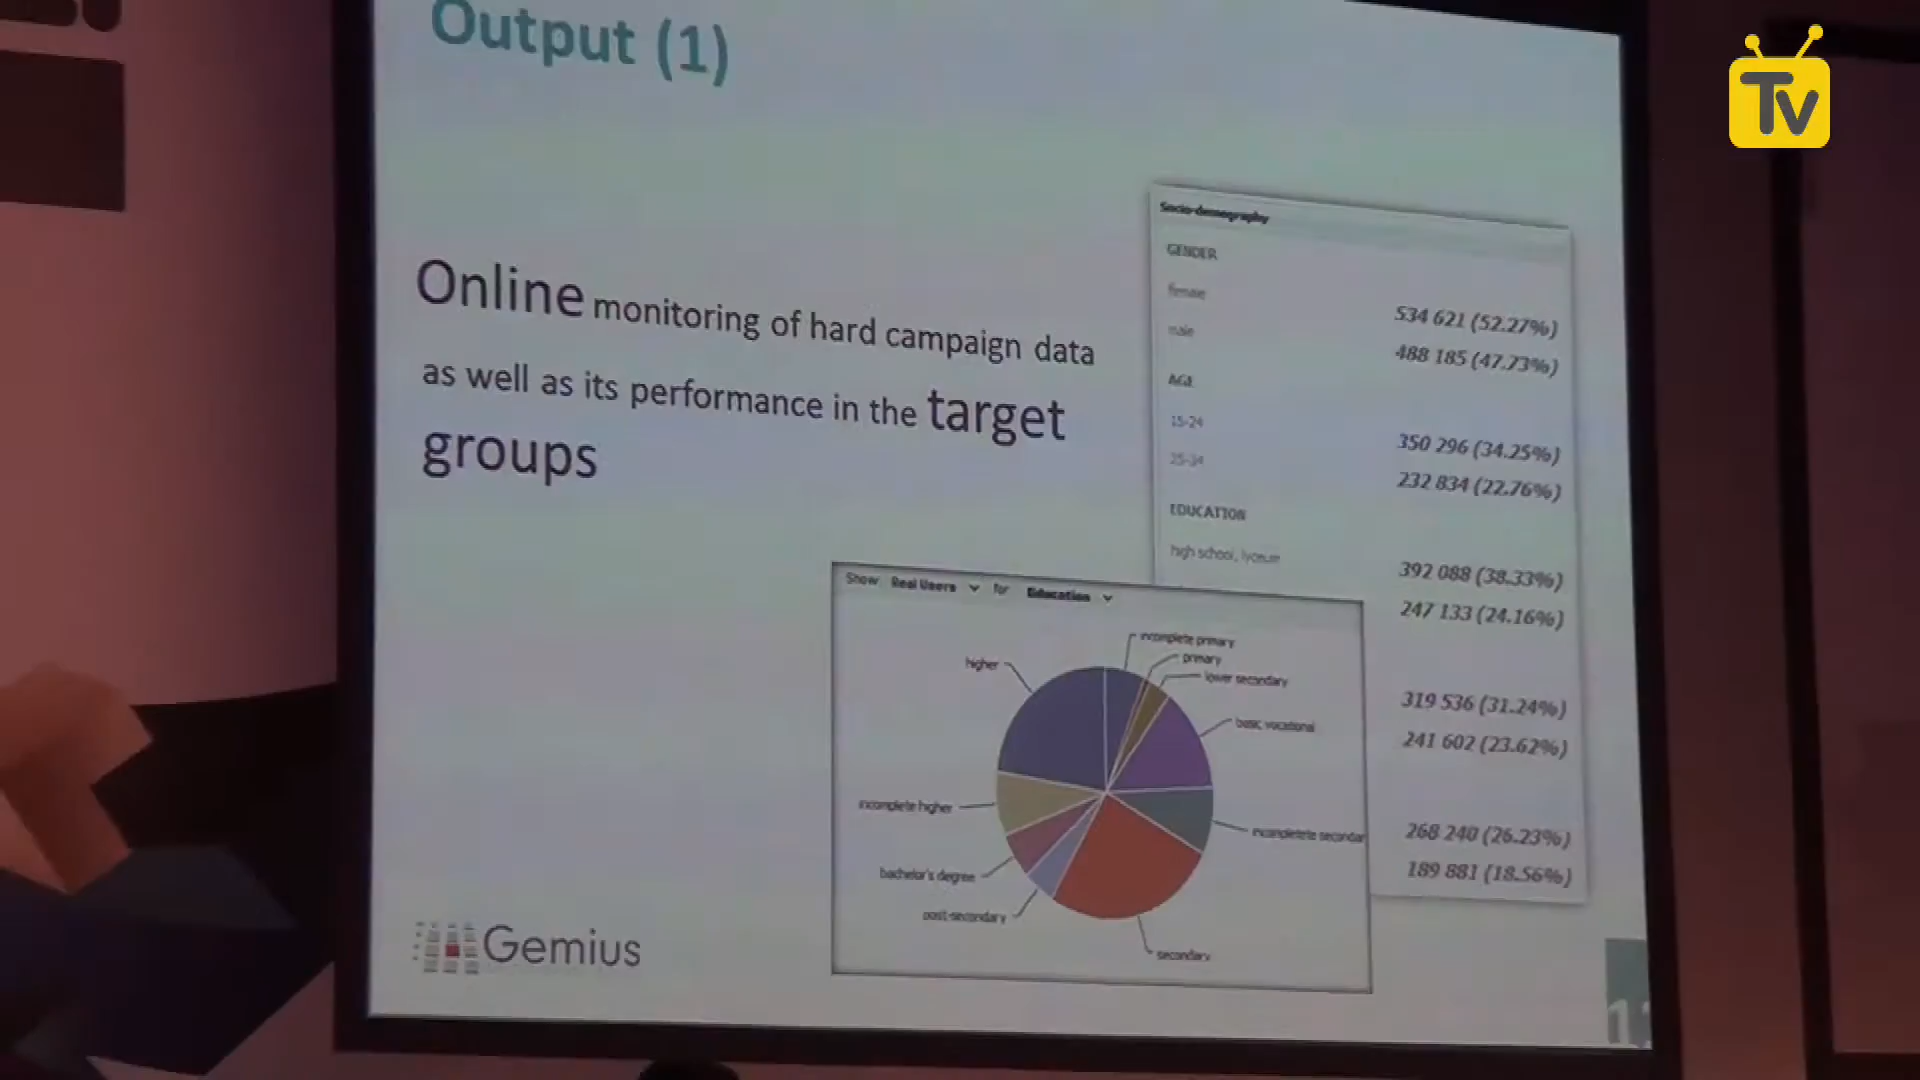 Output (1)
Tv
Online monitoring of hard campaign data
as well as its performance in the target
groups
Socio-demography
GENDER
female
534 621 (52.27%)
male
488 185 (47.73%)
AGE
15-24
350 296 (34.25%)
25-34
232 834 (22.76%)
EDUCATION
high school, lyceum
392 088 (38.33%)
247 133 (24.16%)
319 536 (31.24%)
241 602 (23.62%)
268 240 (26.23%)
189 881 (18.56%)
Show Real Users for Education
incomplete primary
primary
lower secondary
higher
basic vocational
incomplete higher
incompletete secondar
bachelor's degree
post-secondary
secondary
Gemius